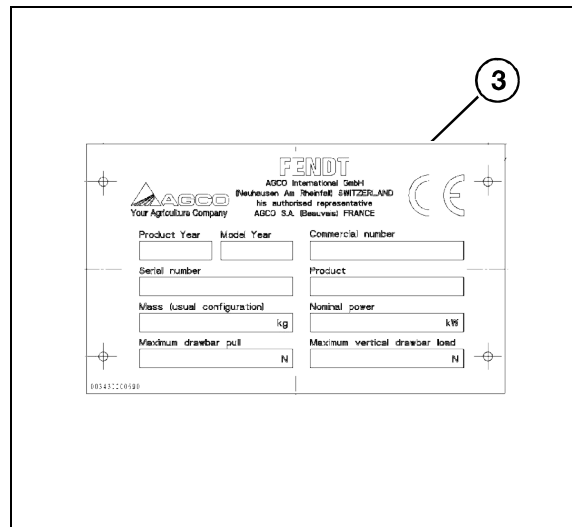 3
FENDT
AGCO International GmbH
(Neuhausen Am Rheinfall) SWITZERLAND
his authorised representative
AGCO S.A. (Beauvais) FRANCE
AGCO
Your Agriculture Company
CE
Product Year Model Year Commercial number
Serial number Product
Mass (usual configuration) Nominal power
kg kW
Maximum drawbar pull Maximum vertical drawbar load
N N